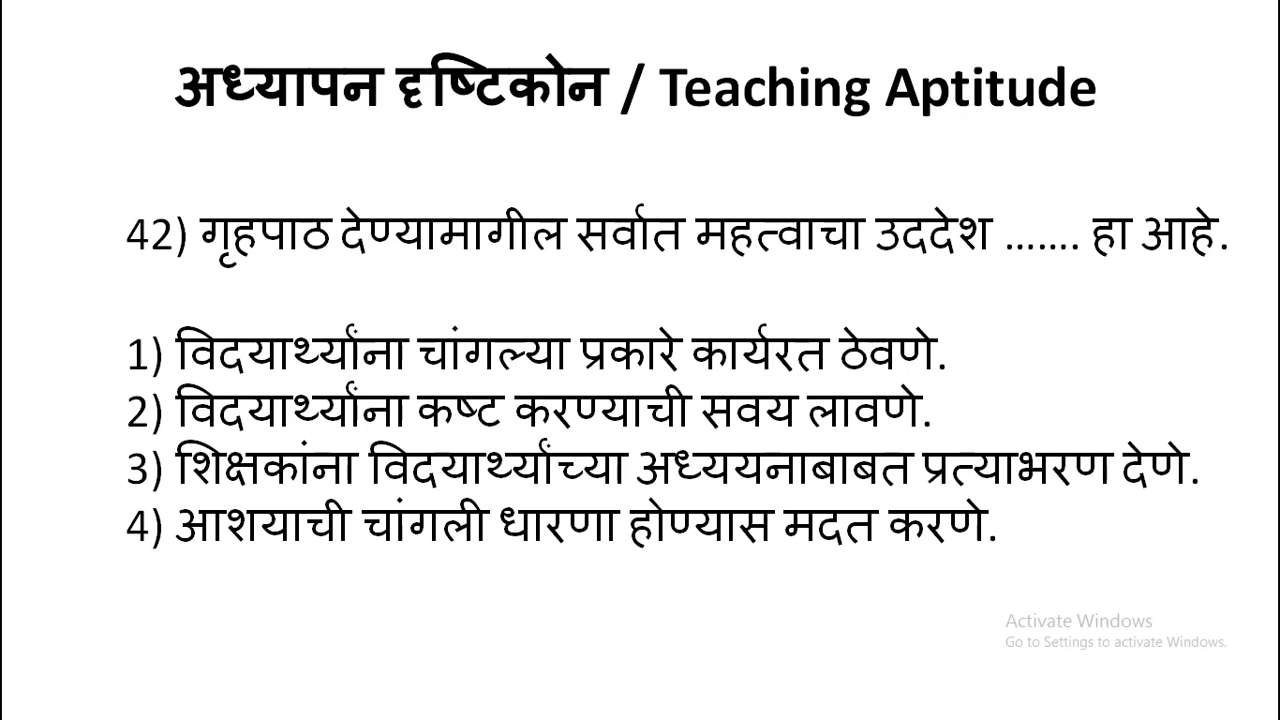 अध्यापन दृष्टिकोन / Teaching Aptitude
42) गृहपाठ देण्यामागील सर्वात महत्वाचा उददेश ....... हा आहे.
1) विदयार्थ्यांना चांगल्या प्रकारे कार्यरत ठेवणे.
2) विदयार्थ्यांना कष्ट करण्याची सवय लावणे.
3) शिक्षकांना विदयार्थ्यांच्या अध्ययनाबाबत प्रत्याभरण देणे.
4) आशयाची चांगली धारणा होण्यास मदत करणे.
Activate Windows
Go to Settings to activate Windows.